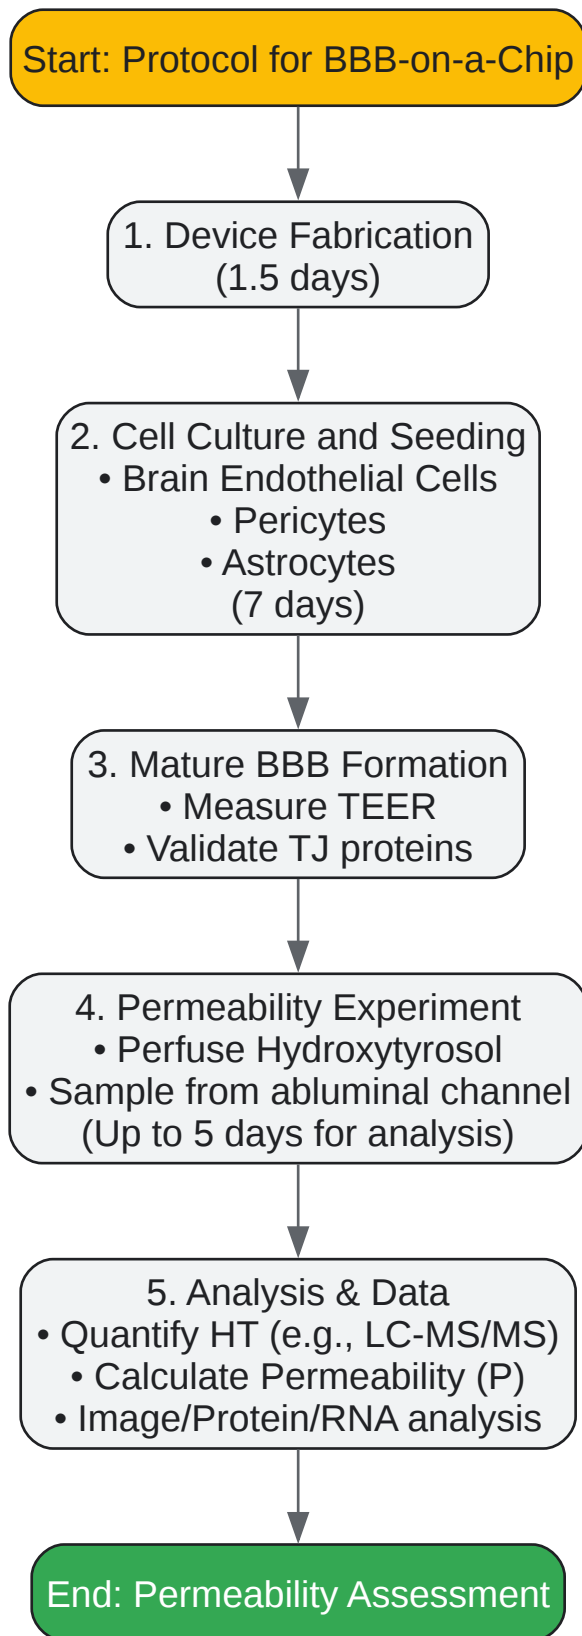 Start: Protocol for BBB-on-a-Chip
1. Device Fabrication
(1.5 days)
2. Cell Culture and Seeding
• Brain Endothelial Cells
• Pericytes
• Astrocytes
(7 days)
3. Mature BBB Formation
• Measure TEER
• Validate TJ proteins
4. Permeability Experiment
• Perfuse Hydroxytyrosol
• Sample from abluminal channel
(Up to 5 days for analysis)
5. Analysis & Data
• Quantify HT (e.g., LC-MS/MS)
• Calculate Permeability (P)
• Image/Protein/RNA analysis
End: Permeability Assessment